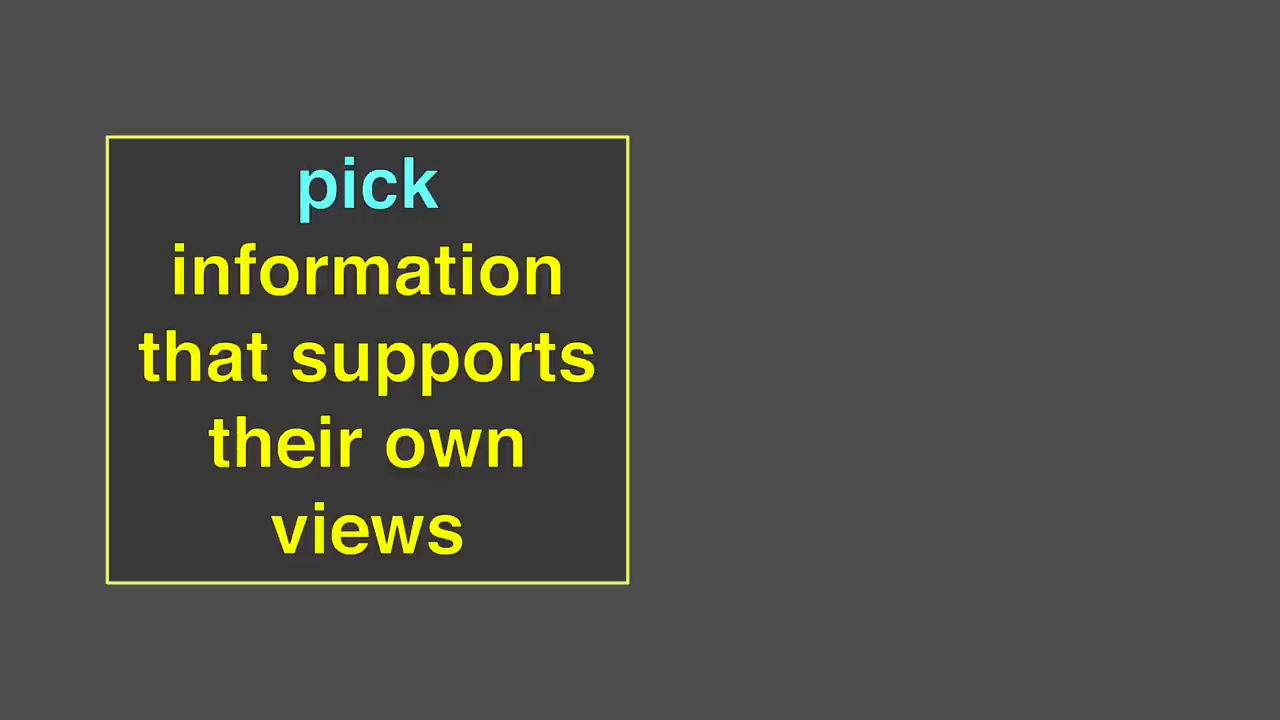 pick
information
that supports
their own
views